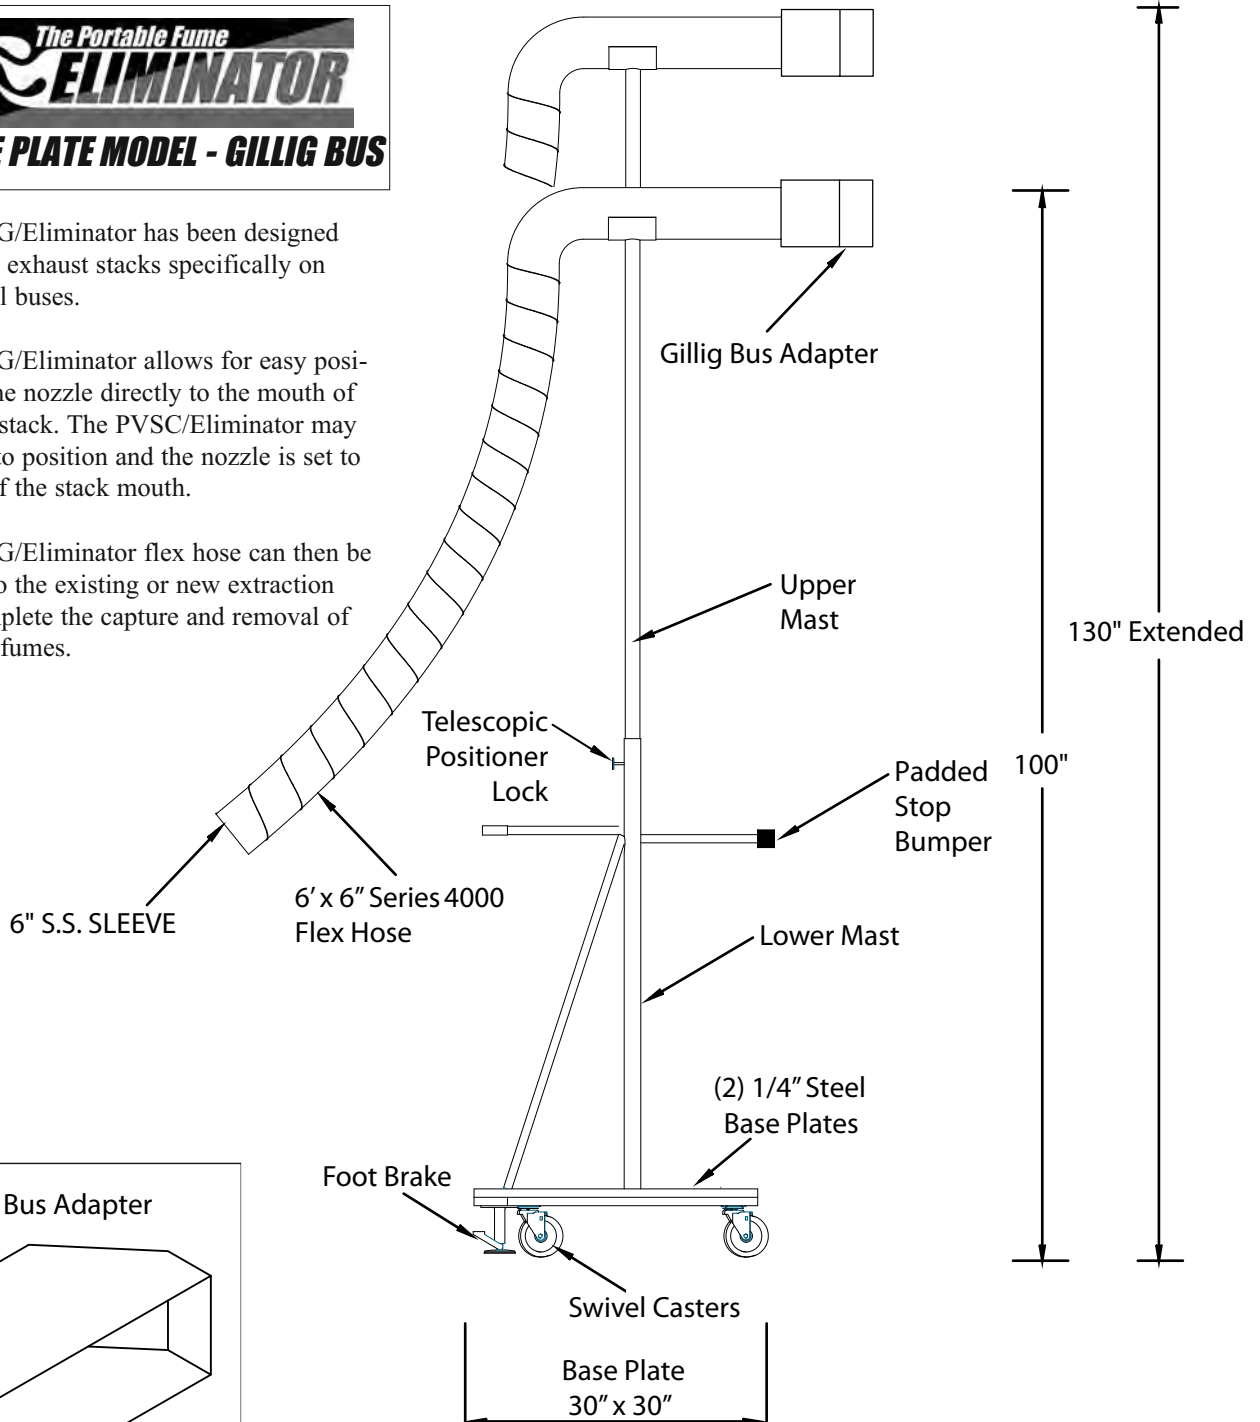 The Portable Fume
ELIMINATOR
PLATE MODEL - GILLIG BUS
G/Eliminator has been designed
exhaust stacks specifically on
buses.
G/Eliminator allows for easy posi-
nozzle directly to the mouth of
stack. The PVSC/Eliminator may
to position and the nozzle is set to
of the stack mouth.
G/Eliminator flex hose can then be
to the existing or new extraction
the capture and removal of
fumes.
Gillig Bus Adapter
Upper
Mast
130" Extended
Telescopic
Positioner
Lock
Padded
Stop
Bumper
100"
6' x 6" Series 4000
Flex Hose
6" S.S. SLEEVE
Lower Mast
(2) 1/4" Steel
Base Plates
Foot Brake
Bus Adapter
Swivel Casters
Base Plate
30" x 30"